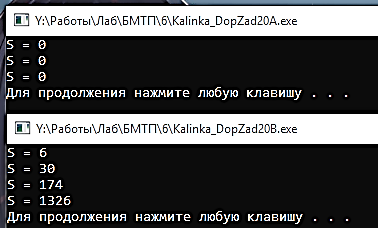 Y:\Работы\Лаб\БМТП\6\Kalinka_DopZad20A.exe
S = 0
S = 0
S = 0
Для продолжения нажмите любую клавишу . . .
Y:\Работы\Лаб\БМТП\6\Kalinka_DopZad20B.exe
S = 6
S = 30
S = 174
S = 1326
Для продолжения нажмите любую клавишу . . .